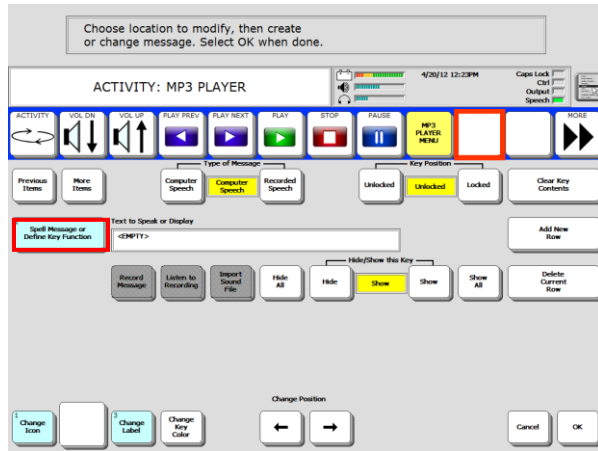 Choose location to modify, then create
or change message. Select OK when done.
ACTIVITY: MP3 PLAYER
4/20/12 12:23PM
Caps Lock
Ctrl
Output
Speech
ACTIVITY
VOL DN
VOL UP
PLAY PREV
PLAY NEXT
PLAY
STOP
PAUSE
MP3
PLAYER
MENU
MORE
Type of Message
Key Position
Previous
Items
More
Items
Computer
Speech
Computer
Speech
Recorded
Speech
Unlocked
Unlocked
Locked
Clear Key
Contents
Spell Message or
Define Key Function
Text to Speak or Display
<EMPTY>
Add New
Row
Hide/Show this Key
Record
Message
Listen to
Recording
Import
Sound
File
Hide
All
Hide
Show
Show
Show
All
Delete
Current
Row
Change Position
1
Change
Icon
3
Change
Label
Change
Key
Color
Cancel
OK